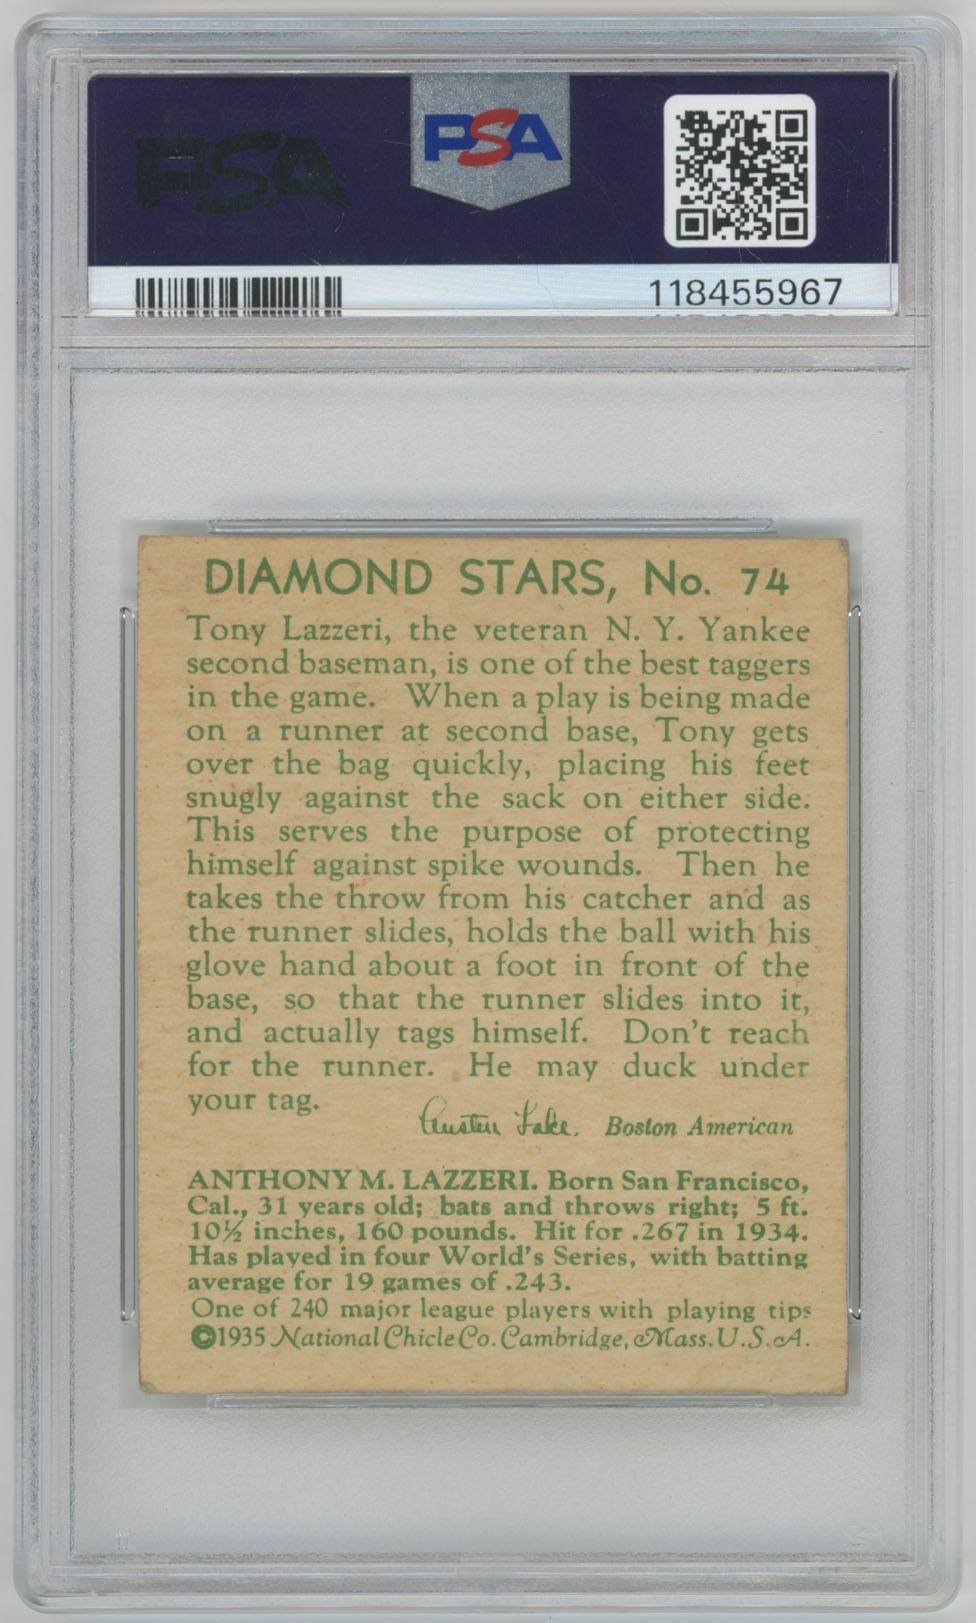 PSA
PSA
118455967
DIAMOND STARS, No. 74
Tony Lazzeri, the veteran N. Y. Yankee
second baseman, is one of the best taggers
in the game. When a play is being made
on a runner at second base, Tony gets
over the bag quickly, placing his feet
snugly against the sack on either side.
This serves the purpose of protecting
himself against spike wounds. Then he
takes the throw from his catcher and as
the runner slides, holds the ball with his
glove hand about a foot in front of the
base, so that the runner slides into it,
and actually tags himself. Don't reach
for the runner. He may duck under
your tag.
Austen Lake. Boston American
ANTHONY M. LAZZERI. Born San Francisco,
Cal., 31 years old; bats and throws right; 5 ft.
10½ inches, 160 pounds. Hit for .267 in 1934.
Has played in four World's Series, with batting
average for 19 games of .243.
One of 240 major league players with playing tips
©1935 National Chicle Co. Cambridge, Mass. U.S.A.